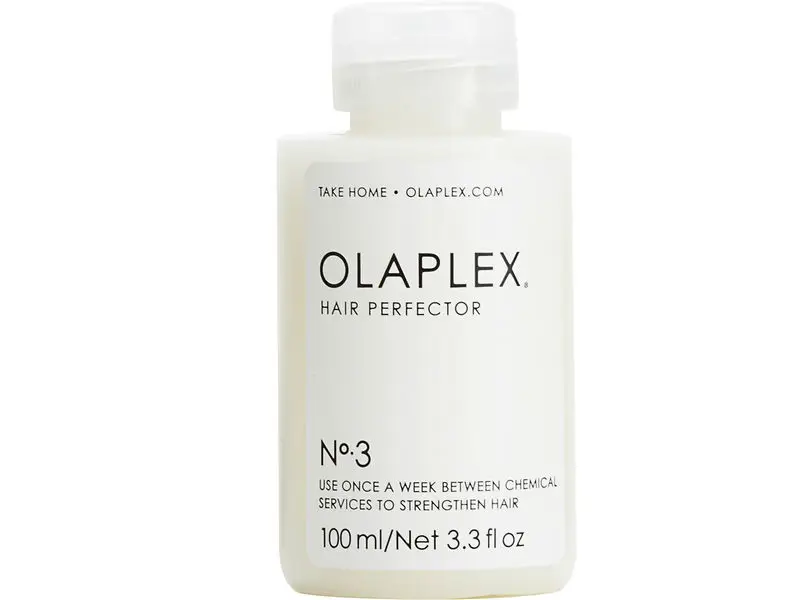 TAKE HOME • OLAPLEX.COM
OLAPLEX®
HAIR PERFECTOR
Nº.3
USE ONCE A WEEK BETWEEN CHEMICAL
SERVICES TO STRENGTHEN HAIR
100 ml/Net 3.3 fl oz